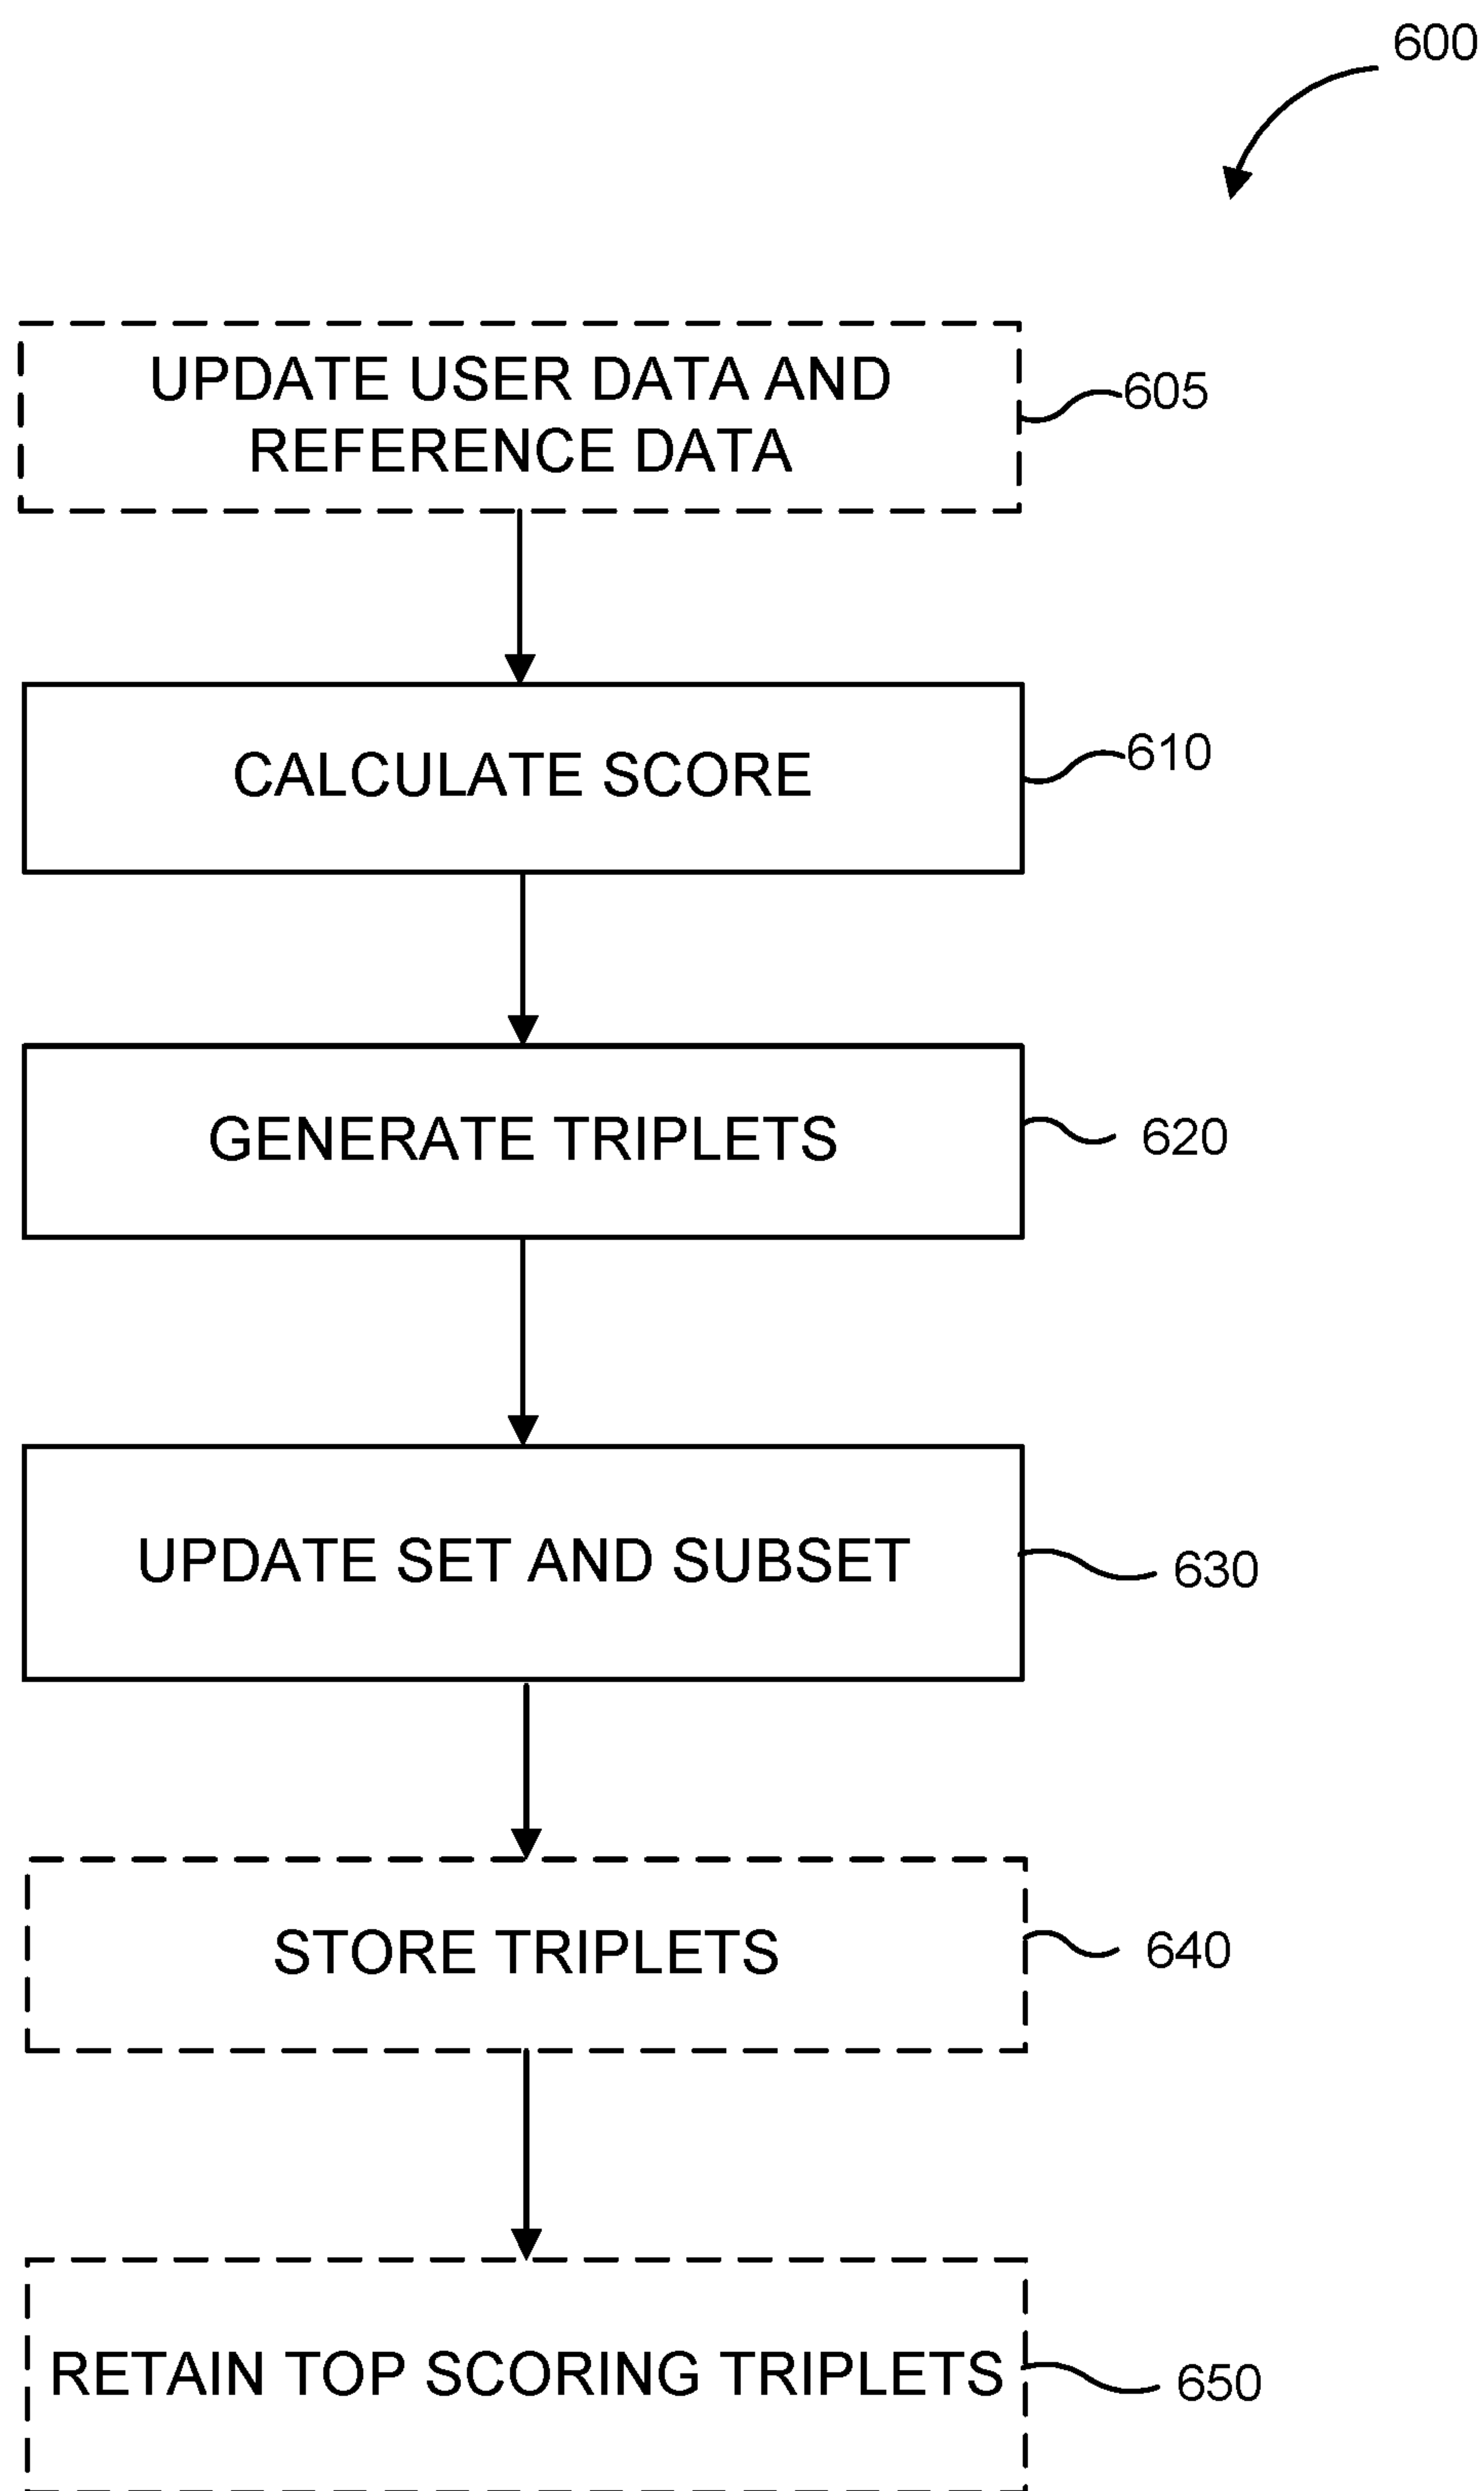 600
UPDATE USER DATA AND
REFERENCE DATA
605
CALCULATE SCORE
610
GENERATE TRIPLETS
620
UPDATE SET AND SUBSET
630
STORE TRIPLETS
640
RETAIN TOP SCORING TRIPLETS
650